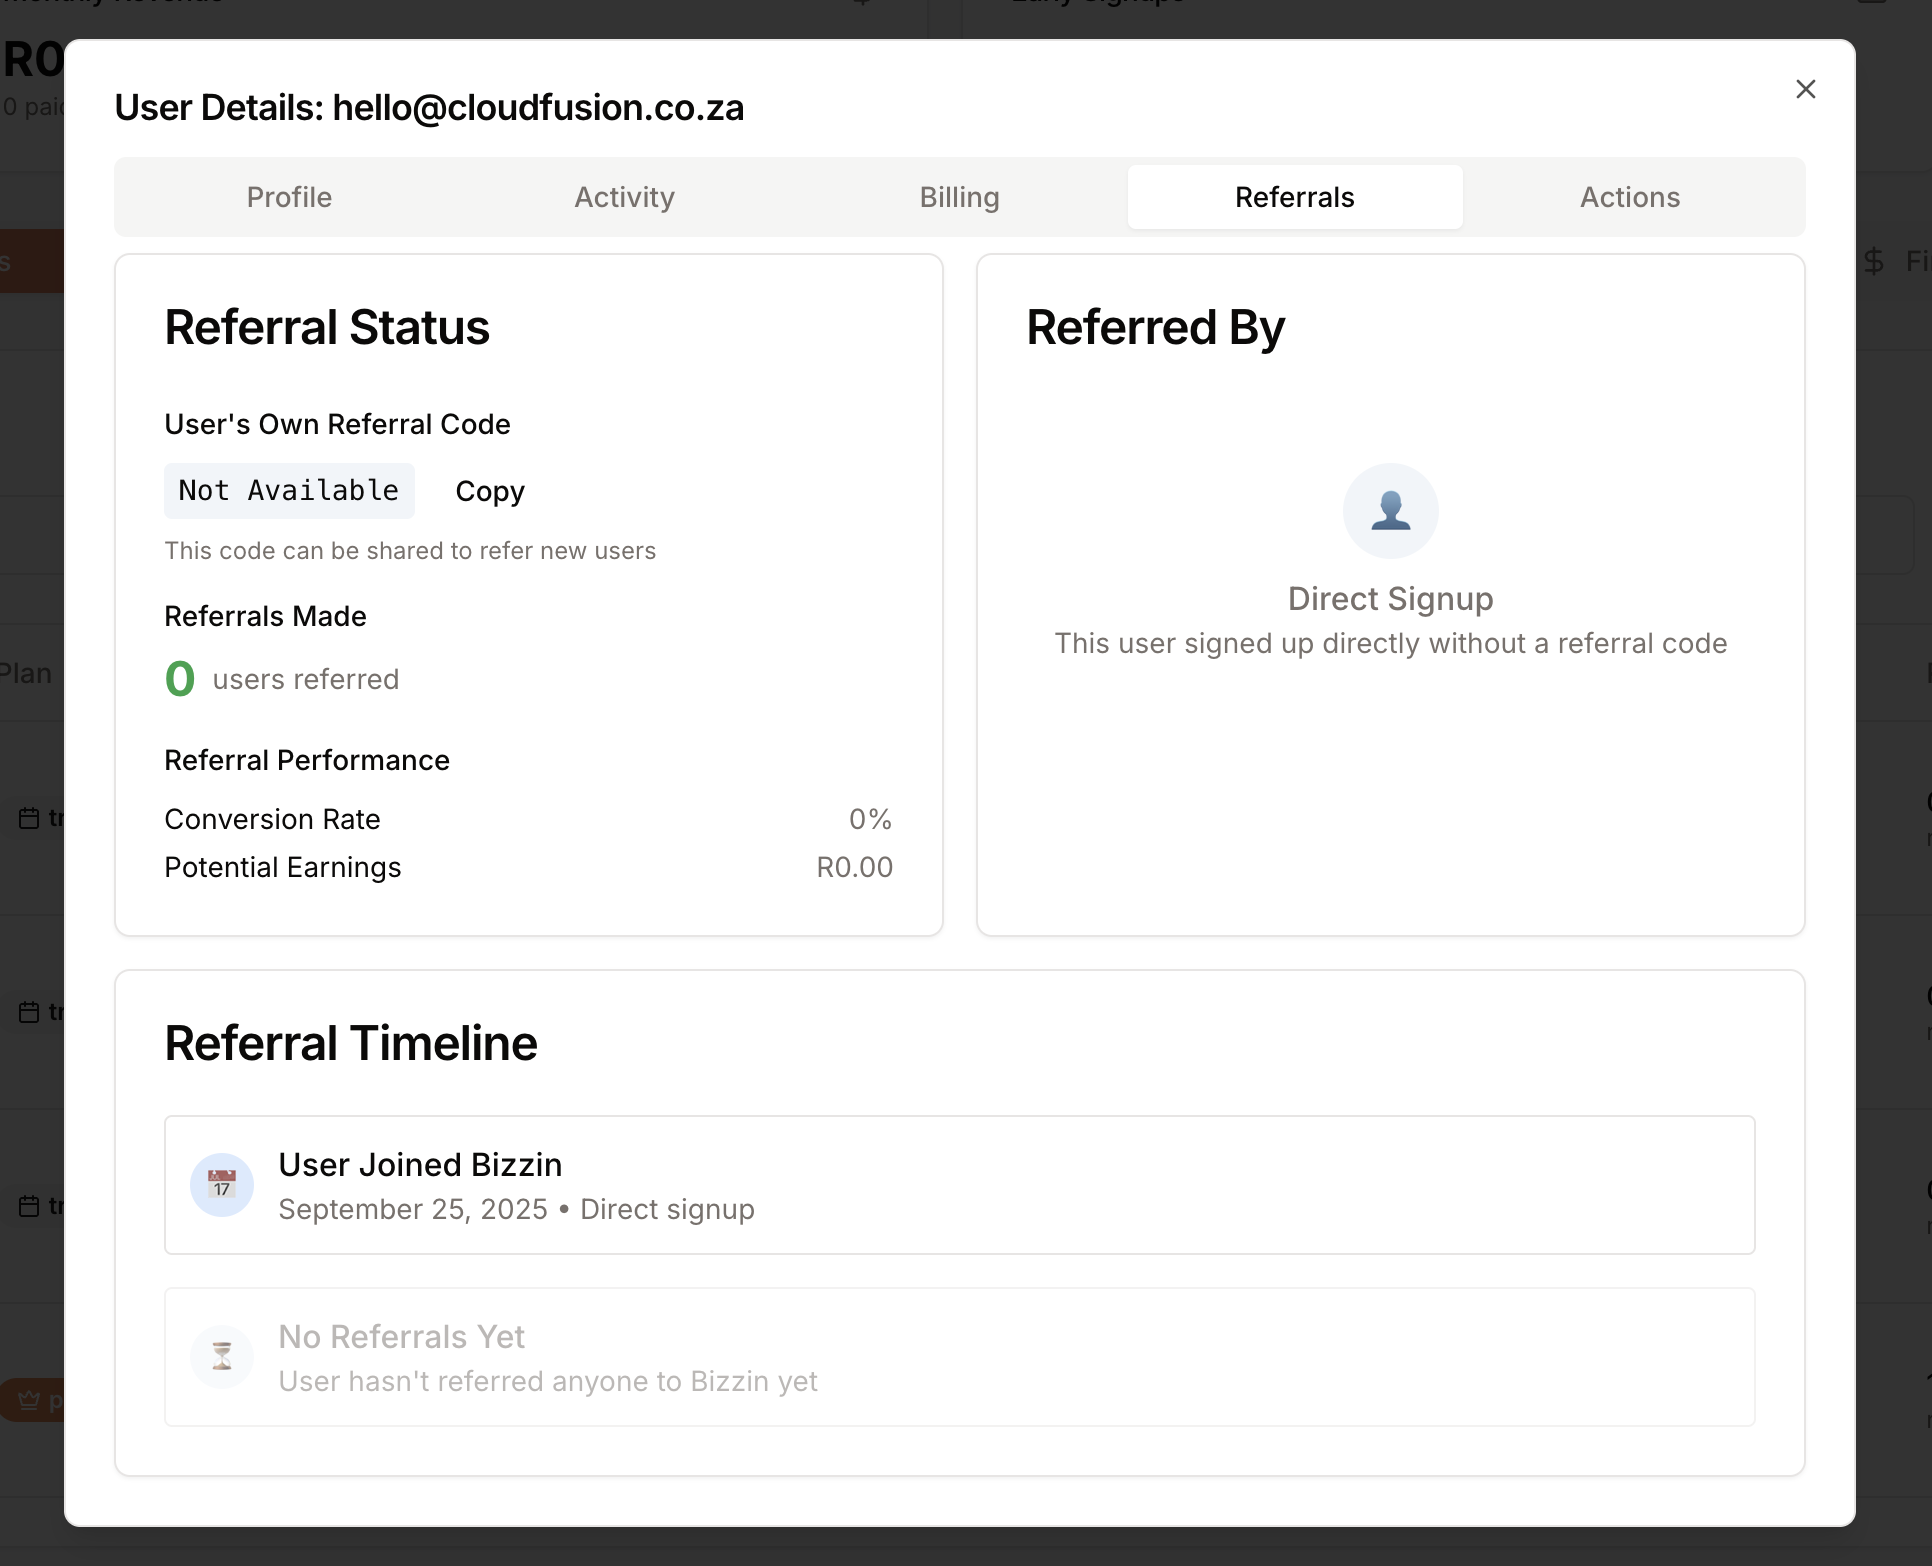 R0
User Details: hello@cloudfusion.co.za
Profile
Activity
Billing
Referrals
Actions
Referral Status
User's Own Referral Code
Not Available
Copy
This code can be shared to refer new users
Referrals Made
0 users referred
Referral Performance
Conversion Rate 0%
Potential Earnings R0.00
Referred By
Direct Signup
This user signed up directly without a referral code
Plan
Referral Timeline
17
User Joined Bizzin
September 25, 2025 • Direct signup
No Referrals Yet
User hasn't referred anyone to Bizzin yet